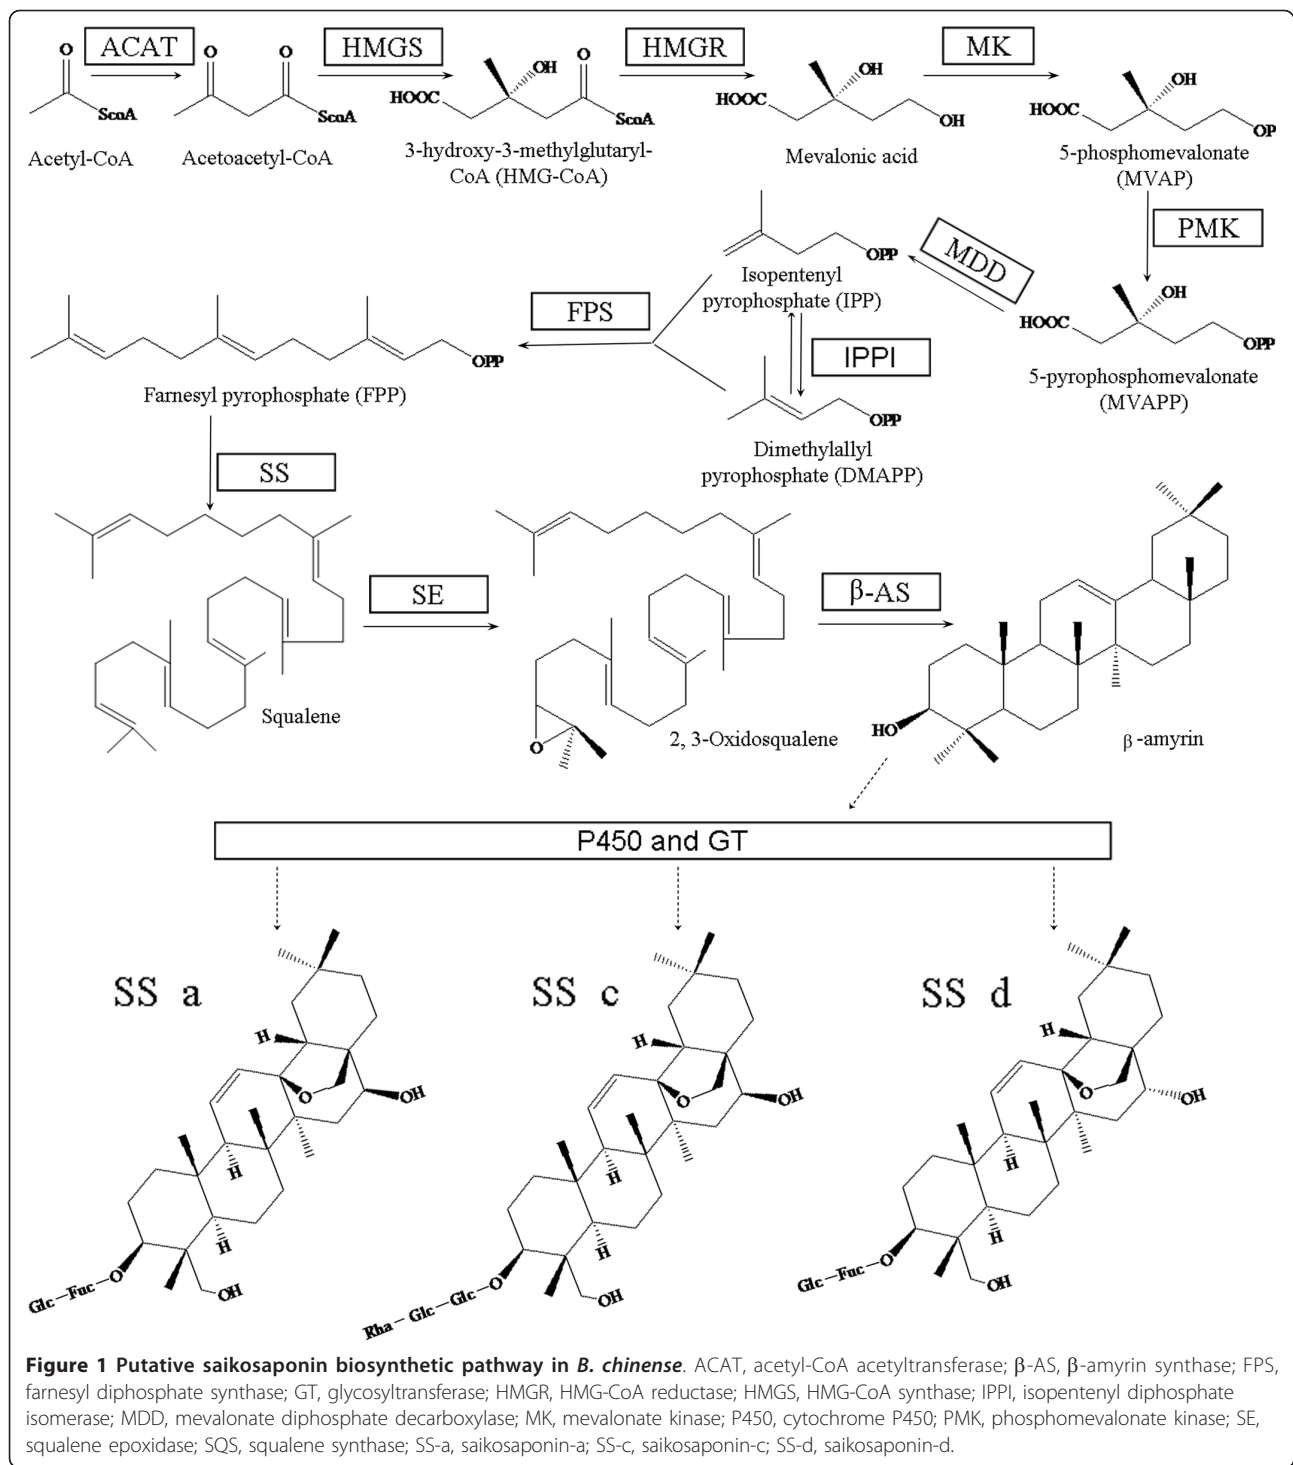 ACAT
HMGS
HMGR
MK
O
ScoA
Acetyl-CoA
O
O
ScoA
Acetoacetyl-CoA
HOOC
OH
O
ScoA
3-hydroxy-3-methylglutaryl-
CoA (HMG-CoA)
HOOC
OH
OH
Mevalonic acid
HOOC
OH
OP
5-phosphomevalonate
(MVAP)
PMK
HOOC
OH
OPP
5-pyrophosphomevalonate
(MVAPP)
MDD
OPP
Isopentenyl
pyrophosphate (IPP)
IPPI
OPP
Dimethylallyl
pyrophosphate (DMAPP)
FPS
OPP
Farnesyl pyrophosphate (FPP)
SS
Squalene
SE
O
2, 3-Oxidosqualene
β-AS
HO
β-amyrin
P450 and GT
SS a
H
O
OH
H
H
Glc-Fuc-O
OH
SS c
H
O
OH
H
H
Rha-Glc-Glc-O
OH
SS d
H
O
OH
H
H
Glc-Fuc-O
OH
Figure 1 Putative saikosaponin biosynthetic pathway in B. chinense. ACAT, acetyl-CoA acetyltransferase; β-AS, β-amyrin synthase; FPS,
farnesyl diphosphate synthase; GT, glycosyltransferase; HMGR, HMG-CoA reductase; HMGS, HMG-CoA synthase; IPPI, isopentenyl diphosphate
isomerase; MDD, mevalonate diphosphate decarboxylase; MK, mevalonate kinase; P450, cytochrome P450; PMK, phosphomevalonate kinase; SE,
squalene epoxidase; SQS, squalene synthase; SS-a, saikosaponin-a; SS-c, saikosaponin-c; SS-d, saikosaponin-d.